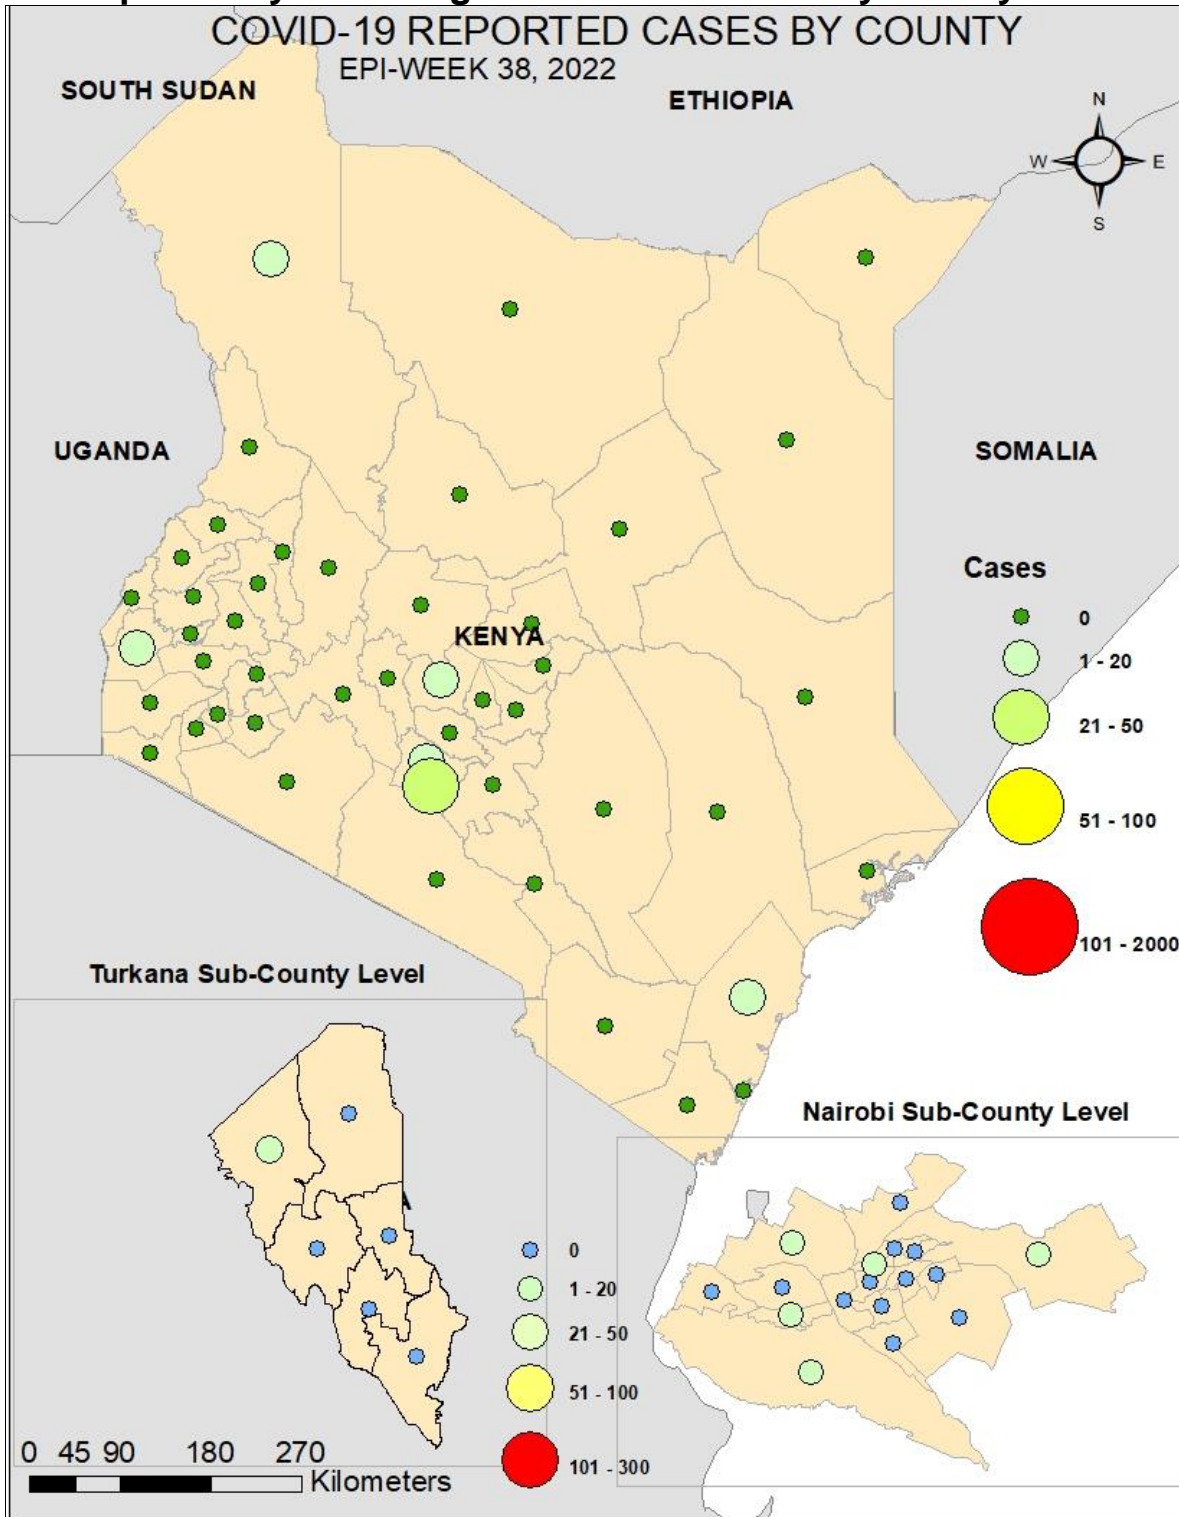 COVID-19 REPORTED CASES BY COUNTY
EPI-WEEK 38, 2022
SOUTH SUDAN
ETHIOPIA
N
W E
S
UGANDA
SOMALIA
KENYA
Cases
0
1 - 20
21 - 50
51 - 100
101 - 2000
Turkana Sub-County Level
0
1 - 20
21 - 50
51 - 100
101 - 300
0 45 90 180 270
Kilometers
Nairobi Sub-County Level